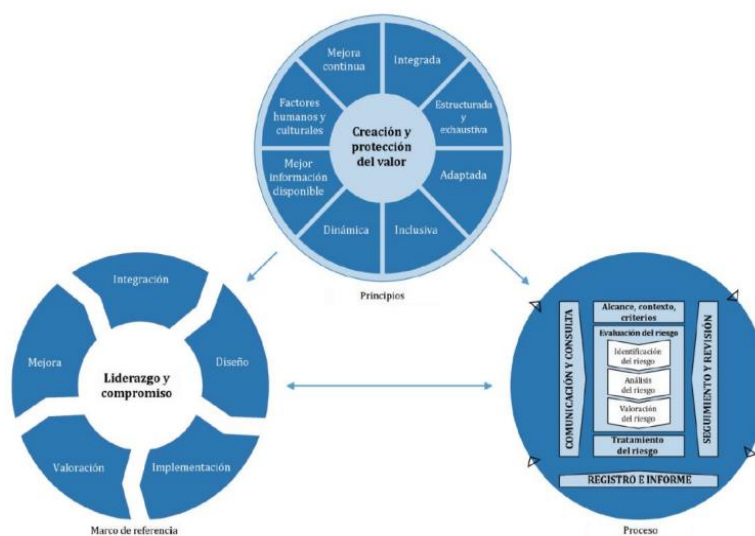 Mejora
continua
Integrada
Factores
humanos y
culturales
Estructurada
y
exhaustiva
Creación y
protección
del valor
Mejor
información
disponible
Adaptada
Dinámica
Inclusiva
Principios
Integración
Mejora
Diseño
Liderazgo y
compromiso
Valoración
Implementación
Marco de referencia
Alcance, contexto,
criterios
Evaluación del riesgo
Identificación
del riesgo
Análisis
del riesgo
Valoración
del riesgo
Tratamiento
del riesgo
COMUNICACIÓN Y CONSULTA
SEGUIMIENTO Y REVISIÓN
REGISTRO E INFORME
Proceso